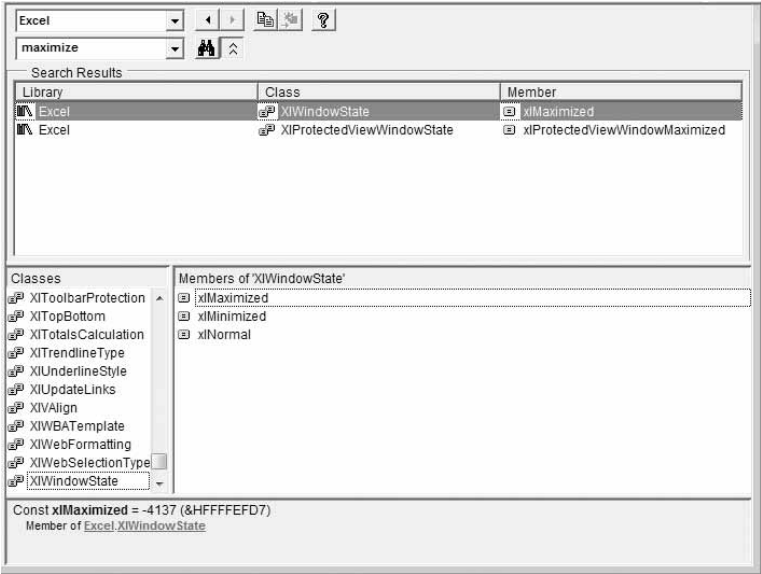 Excel
maximize
Search Results
Library Class Member
Excel XlWindowState xlMaximized
Excel XlProtectedViewWindowState xlProtectedViewWindowMaximized
Classes
XlToolbarProtection
XlTopBottom
XlTotalsCalculation
XlTrendlineType
XlUnderlineStyle
XlUpdateLinks
XlVAlign
XlWBATemplate
XlWebFormatting
XlWebSelectionType
XlWindowState
Members of 'XlWindowState'
xlMaximized
xlMinimized
xlNormal
Const xlMaximized = -4137 (&HFFFFEFD7)
Member of Excel.XlWindowState